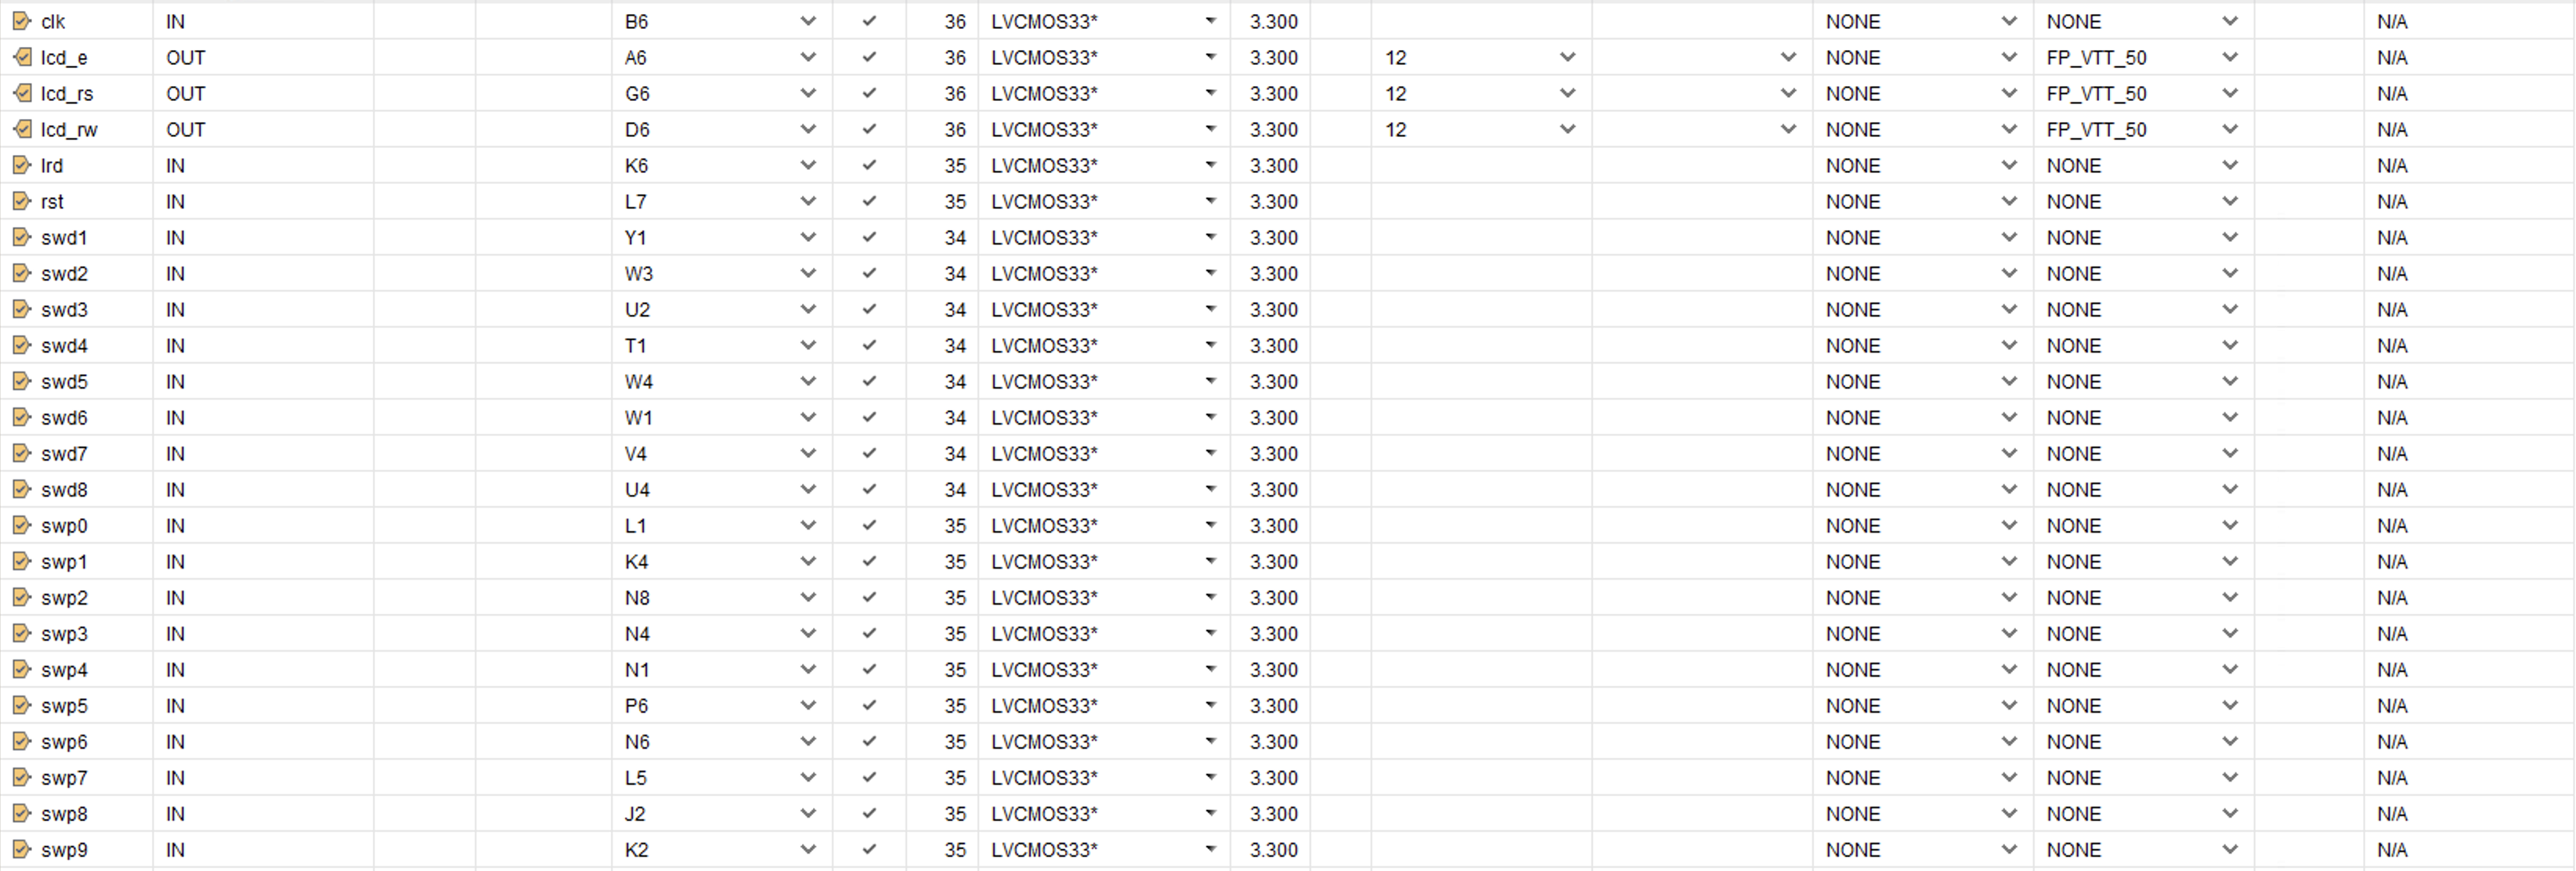 clk IN B6 36 LVCMOS33* 3.300 NONE NONE N/A
lcd_e OUT A6 36 LVCMOS33* 3.300 12 NONE FP_VTT_50 N/A
lcd_rs OUT G6 36 LVCMOS33* 3.300 12 NONE FP_VTT_50 N/A
lcd_rw OUT D6 36 LVCMOS33* 3.300 12 NONE FP_VTT_50 N/A
lrd IN K6 35 LVCMOS33* 3.300 NONE NONE N/A
rst IN L7 35 LVCMOS33* 3.300 NONE NONE N/A
swd1 IN Y1 34 LVCMOS33* 3.300 NONE NONE N/A
swd2 IN W3 34 LVCMOS33* 3.300 NONE NONE N/A
swd3 IN U2 34 LVCMOS33* 3.300 NONE NONE N/A
swd4 IN T1 34 LVCMOS33* 3.300 NONE NONE N/A
swd5 IN W4 34 LVCMOS33* 3.300 NONE NONE N/A
swd6 IN W1 34 LVCMOS33* 3.300 NONE NONE N/A
swd7 IN V4 34 LVCMOS33* 3.300 NONE NONE N/A
swd8 IN U4 34 LVCMOS33* 3.300 NONE NONE N/A
swp0 IN L1 35 LVCMOS33* 3.300 NONE NONE N/A
swp1 IN K4 35 LVCMOS33* 3.300 NONE NONE N/A
swp2 IN N8 35 LVCMOS33* 3.300 NONE NONE N/A
swp3 IN N4 35 LVCMOS33* 3.300 NONE NONE N/A
swp4 IN N1 35 LVCMOS33* 3.300 NONE NONE N/A
swp5 IN P6 35 LVCMOS33* 3.300 NONE NONE N/A
swp6 IN N6 35 LVCMOS33* 3.300 NONE NONE N/A
swp7 IN L5 35 LVCMOS33* 3.300 NONE NONE N/A
swp8 IN J2 35 LVCMOS33* 3.300 NONE NONE N/A
swp9 IN K2 35 LVCMOS33* 3.300 NONE NONE N/A